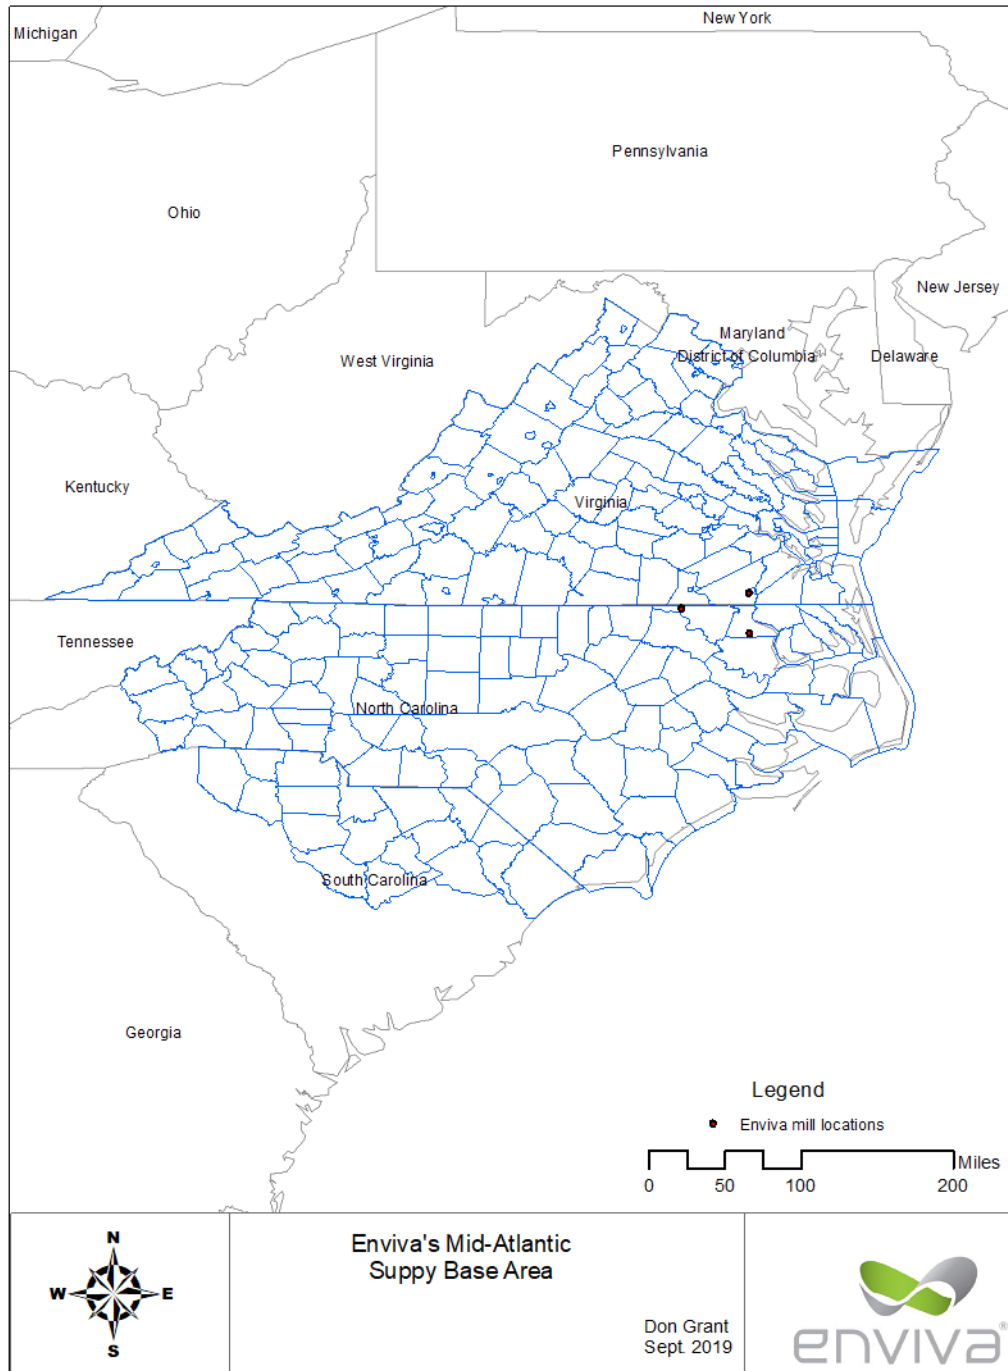 New York
Michigan
Pennsylvania
Ohio
New Jersey
Maryland
District of Columbia
Delaware
West Virginia
Kentucky
Virginia
Tennessee
North Carolina
South Carolina
Georgia
Legend
Enviva mill locations
Miles
0 50 100 200
N
W E
S
Enviva's Mid-Atlantic
Suppy Base Area
Don Grant
Sept. 2019
enviva®